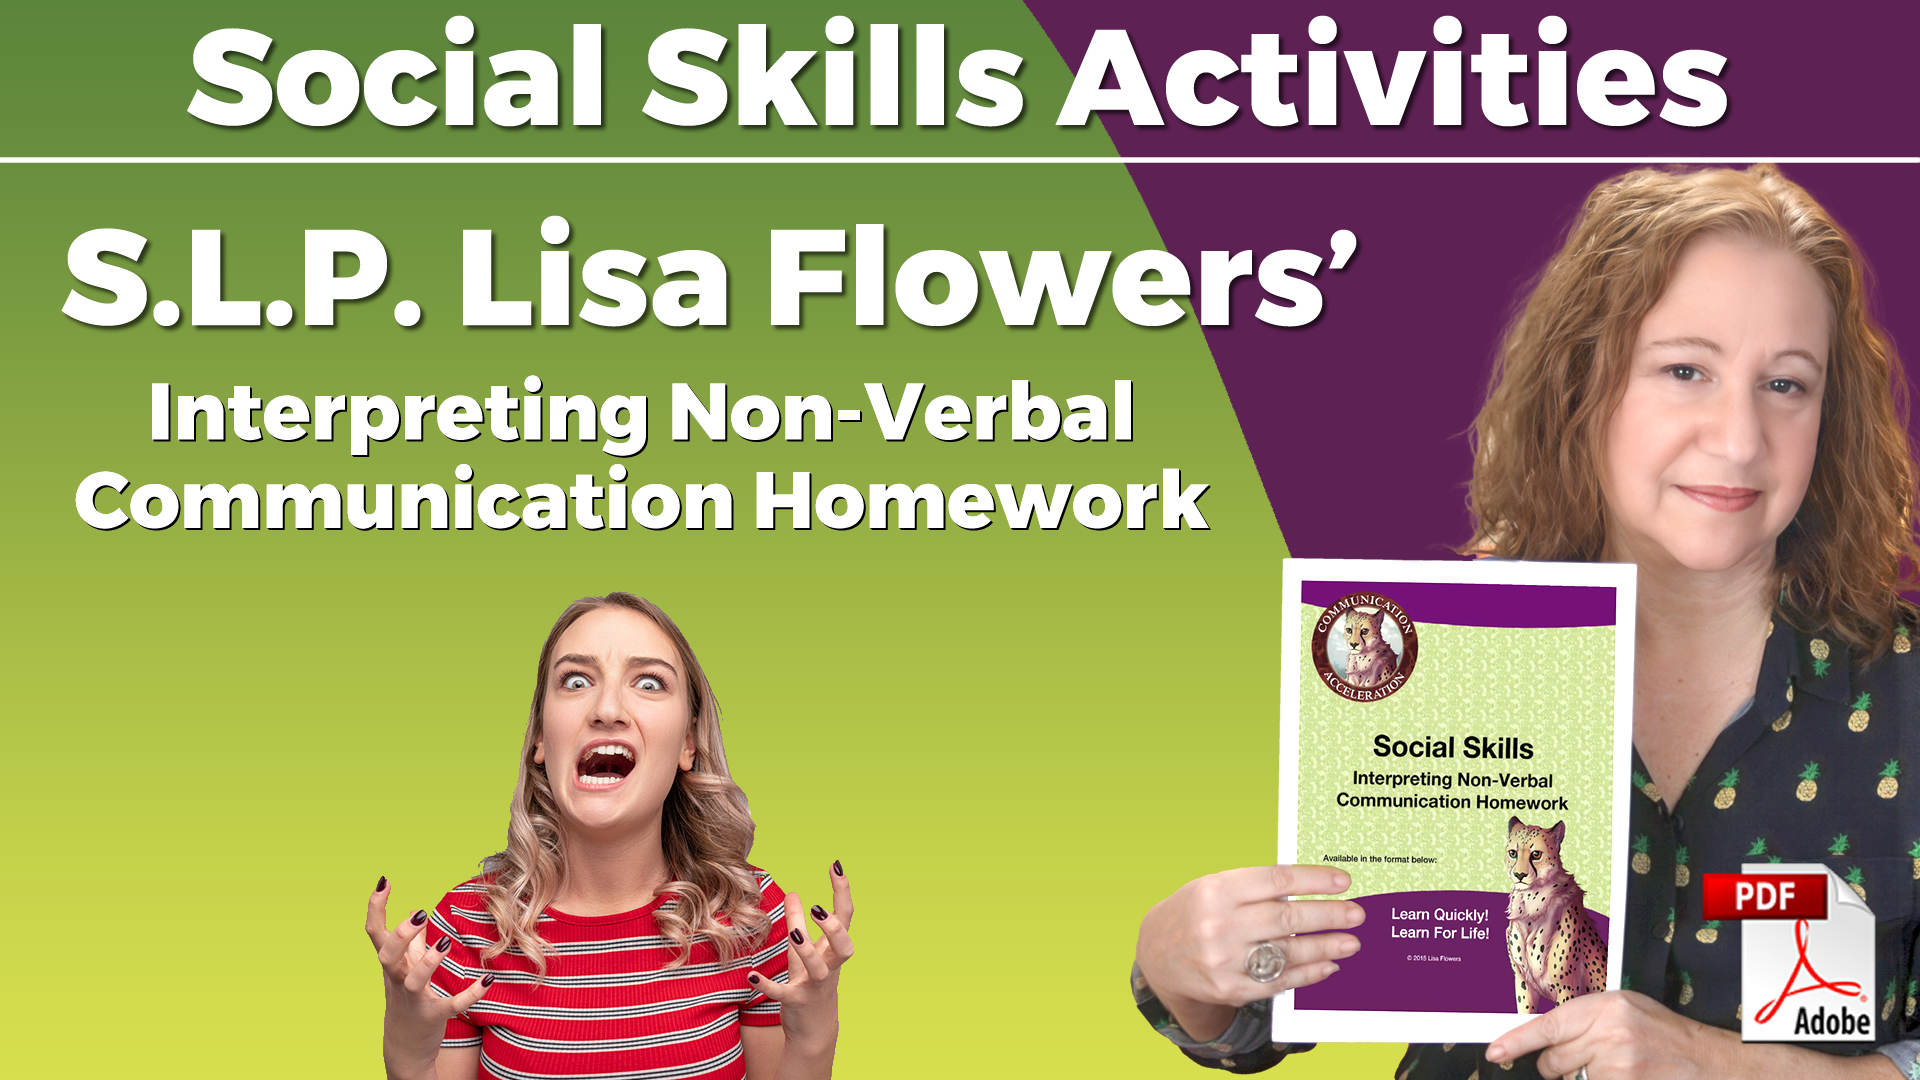 Social Skills Activities
S.L.P. Lisa Flowers’
Interpreting Non-Verbal
Communication Homework
COMMUNICATION
ACCELERATION
Social Skills
Interpreting Non-Verbal
Communication Homework
Available in the format below:
Learn Quickly!
Learn For Life!
© 2015 Lisa Flowers
PDF
Adobe